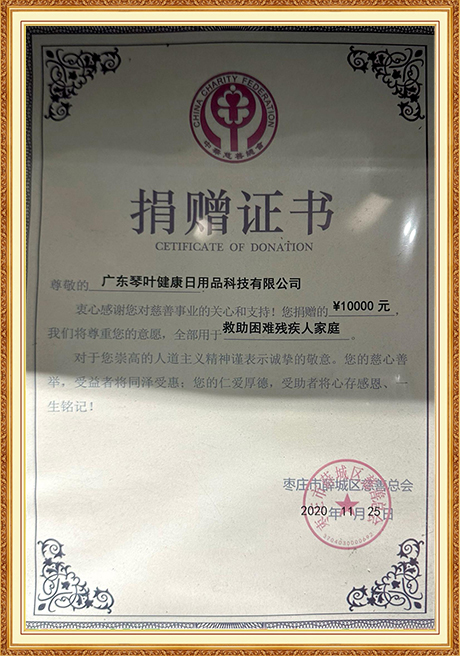 CHINA CHARITY FEDERATION
中華慈善總會
捐赠证书
CETIFICATE OF DONATION
尊敬的 广东琴叶健康日用品科技有限公司
衷心感谢您对慈善事业的关心和支持！您捐赠的 ¥10000 元，
我们将尊重您的意愿，全部用于 救助困难残疾人家庭。
对于您崇高的人道主义精神谨表示诚挚的敬意。您的慈心善
举，受益者将同泽受惠；您的仁爱厚德，受助者将心存感恩、一
生铭记！
枣庄市薛城区慈善总会
2020年11月25日